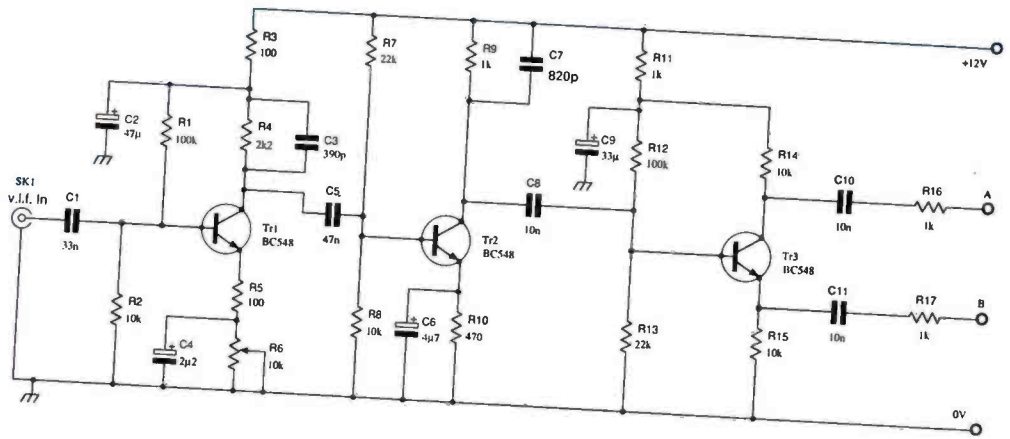 R3
100
R7
22k
R9
1k
C7
820p
R11
1k
+12V
C2
47µ
R1
100k
R4
2k2
C3
390p
C9
33µ
R12
100k
R14
10k
SK1
v.l.f. In
C1
33n
C5
47n
C8
10n
C10
10n
R16
1k
A
Tr1
BC548
Tr2
BC548
Tr3
BC548
R2
10k
R5
100
C4
2µ2
R6
10k
R8
10k
C6
4µ7
R10
470
R13
22k
R15
10k
C11
10n
R17
1k
B
0V